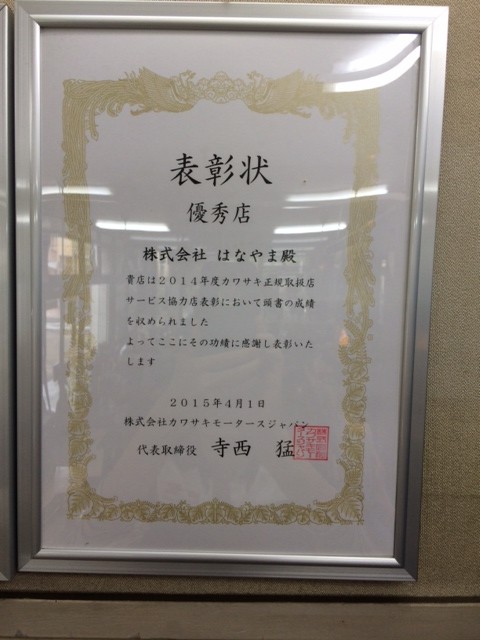 表彰状
優秀店
株式会社 はなやま殿
貴店は２０１４年度カワサキ正規取扱店
サービス協力店表彰において頭書の成績
を収められました
よってここにその功績に感謝し表彰いた
します
２０１５年４月１日
株式会社カワサキモータースジャパン
代表取締役 寺西 猛